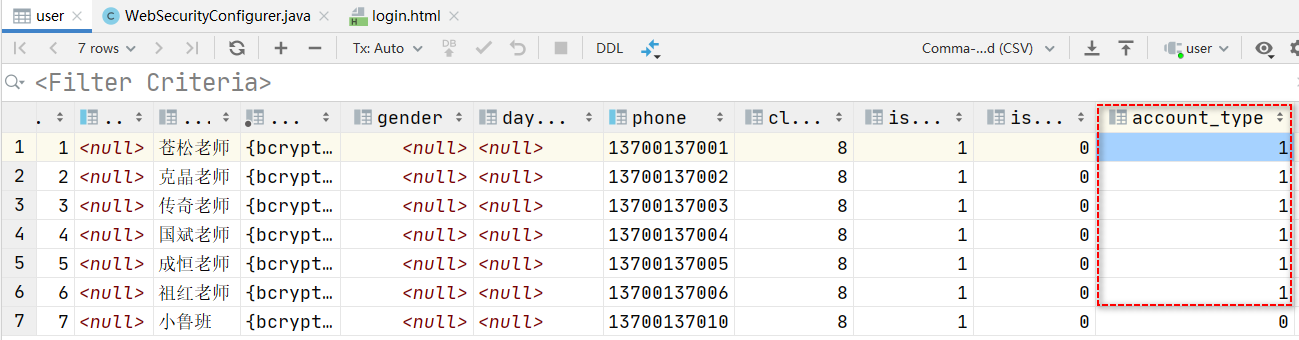 user WebSecurityConfigurer.java login.html
7 rows Tx: Auto DB DDL Comma-...d (CSV) user
<Filter Criteria>
. .. ... ... gender day... phone cl... is... is... account_type
1 1 <null> 苍松老师 {bcrypt... <null> <null> 13700137001 8 1 0 1
2 2 <null> 克晶老师 {bcrypt... <null> <null> 13700137002 8 1 0 1
3 3 <null> 传奇老师 {bcrypt... <null> <null> 13700137003 8 1 0 1
4 4 <null> 国斌老师 {bcrypt... <null> <null> 13700137004 8 1 0 1
5 5 <null> 成恒老师 {bcrypt... <null> <null> 13700137005 8 1 0 1
6 6 <null> 祖红老师 {bcrypt... <null> <null> 13700137006 8 1 0 1
7 7 <null> 小鲁班 {bcrypt... <null> <null> 13700137010 8 1 0 0